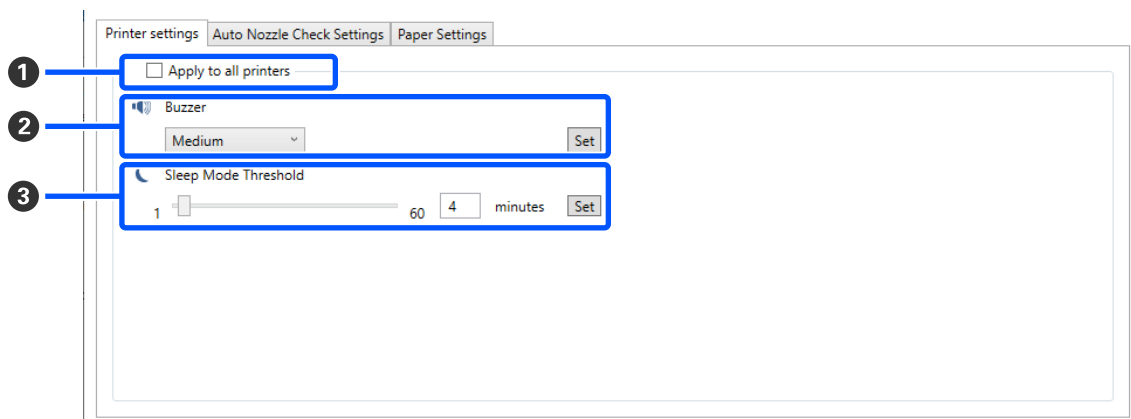 Printer settings Auto Nozzle Check Settings Paper Settings
1 Apply to all printers
Buzzer
2 Medium Set
Sleep Mode Threshold
3 1 60 4 minutes Set